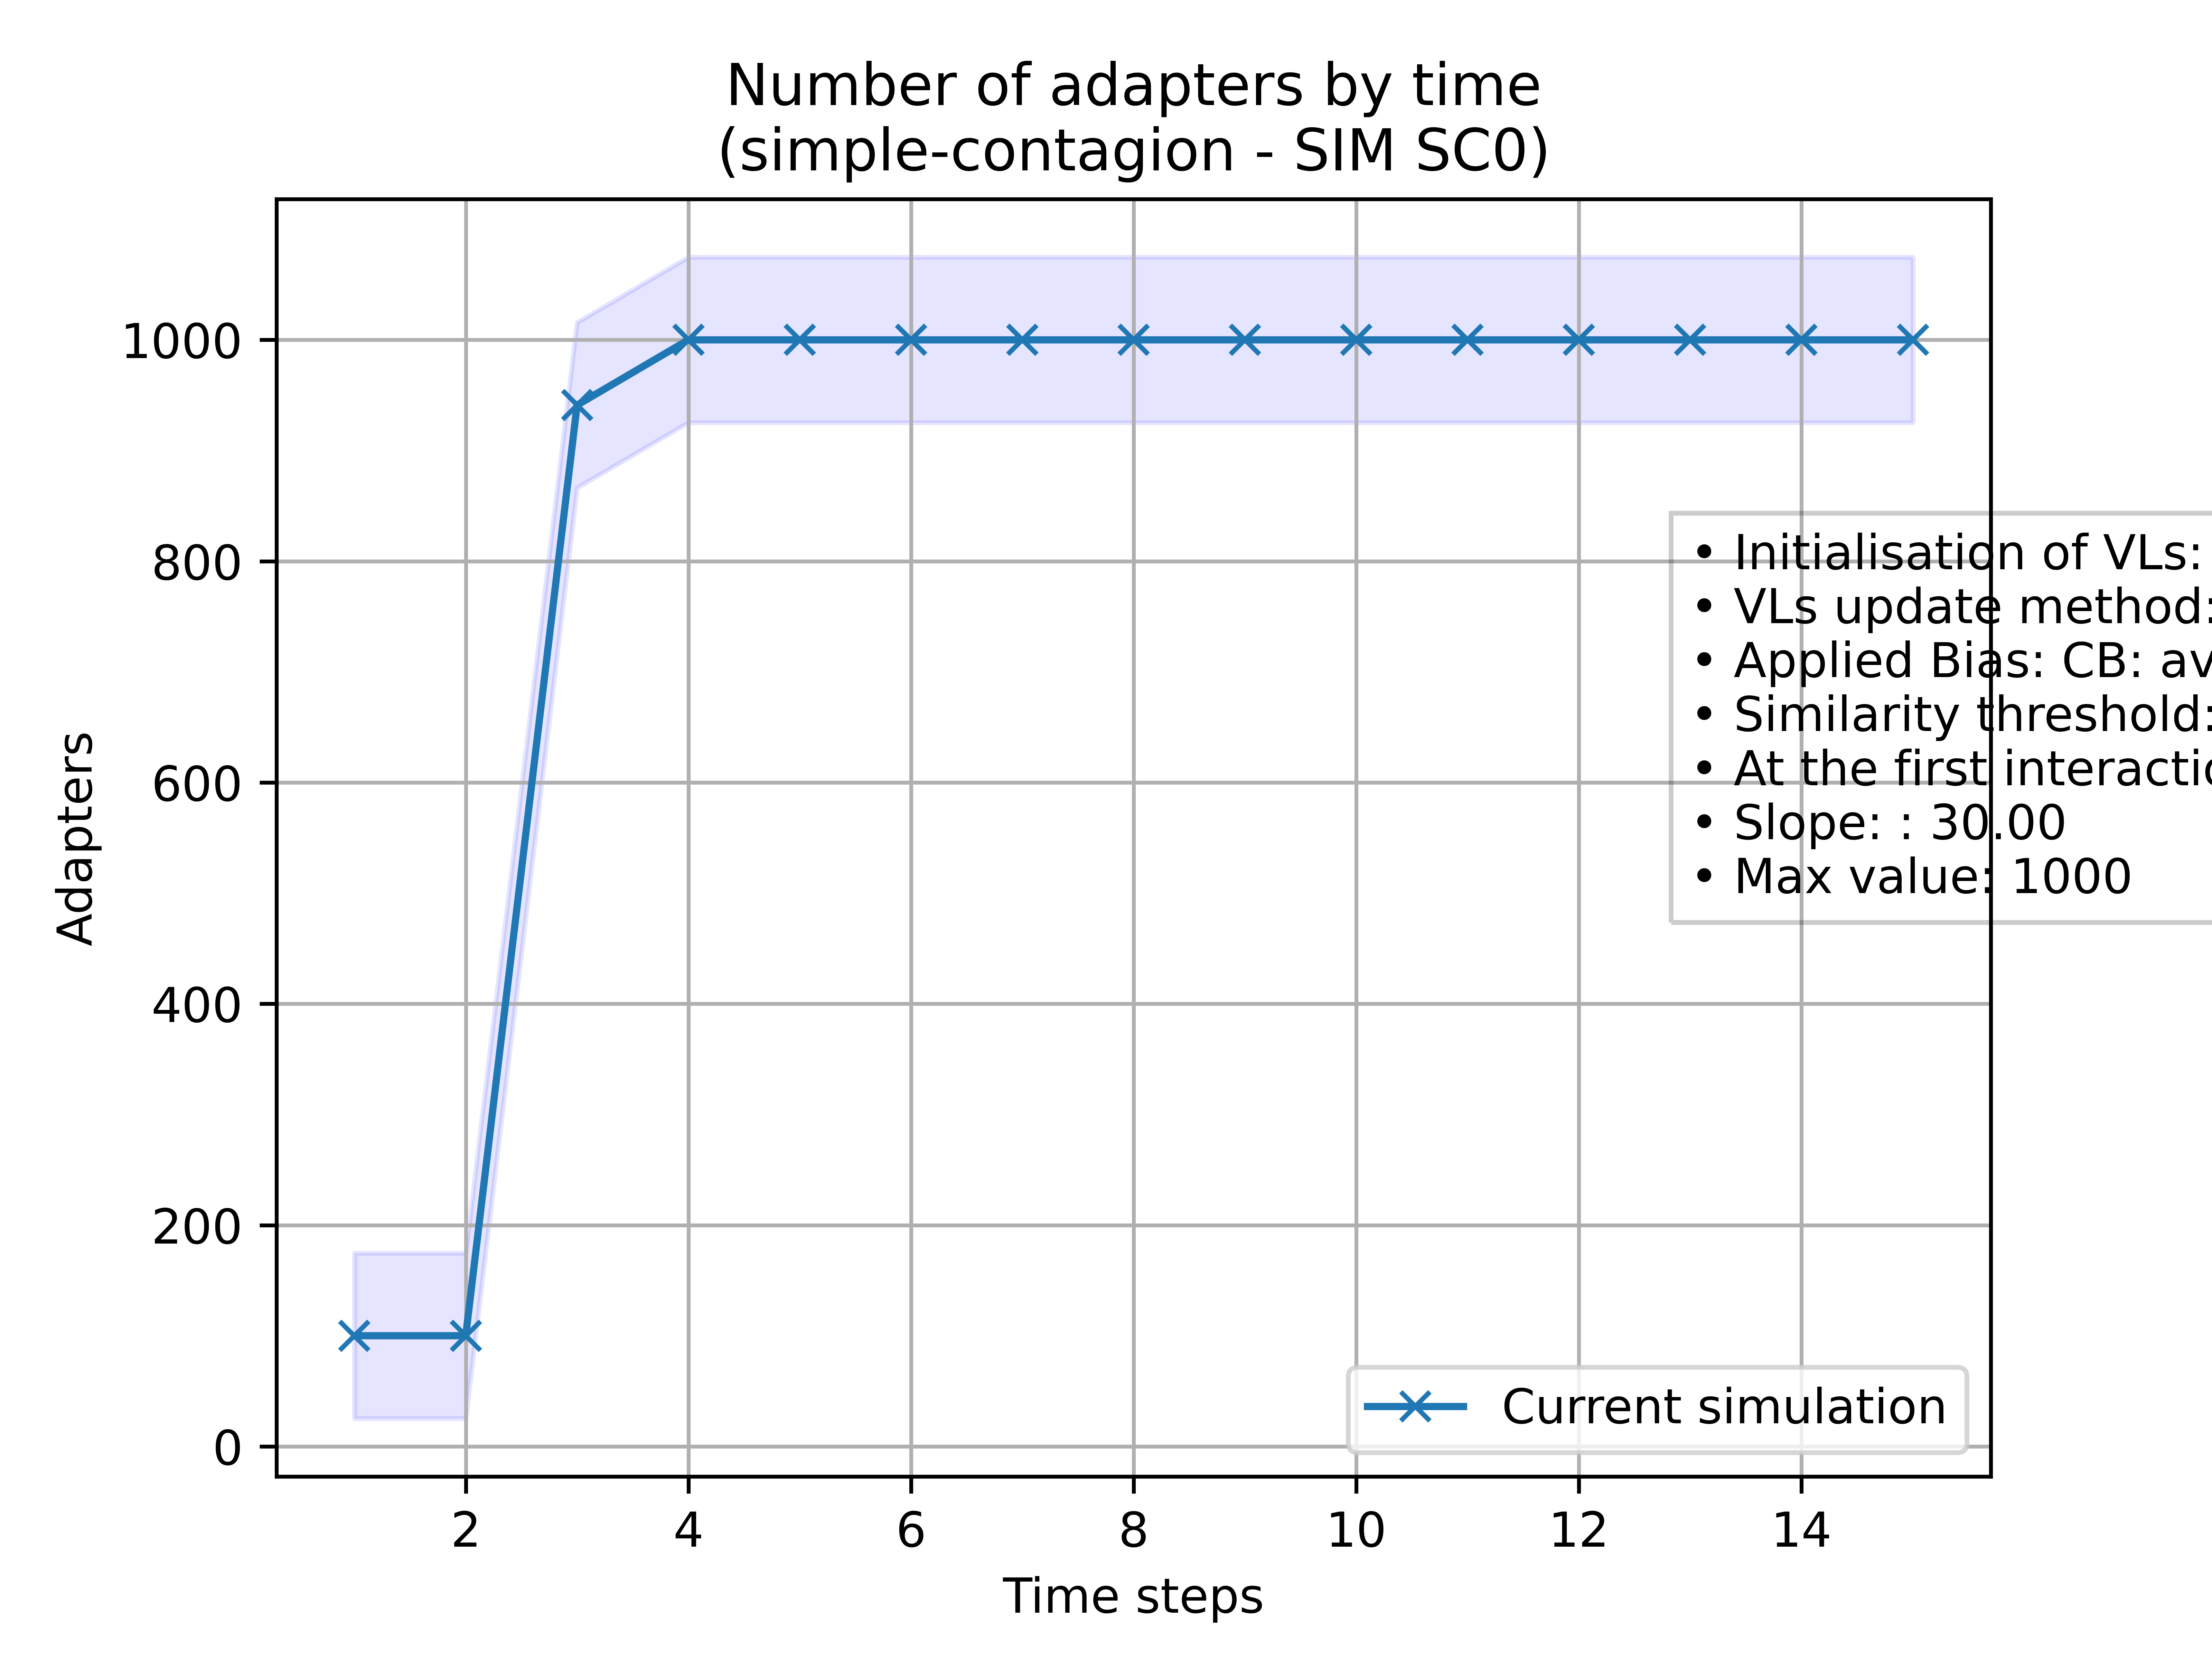 Number of adapters by time
(simple-contagion - SIM SC0)
1000
800
600
400
200
0
Adapters
• Initialisation of VLs:
• VLs update method:
• Applied Bias: CB:
• Similarity threshold:
• At the first
• Slope: : 30.00
• Max value: 1000
Current simulation
2 4 6 8 10 12 14
Time steps